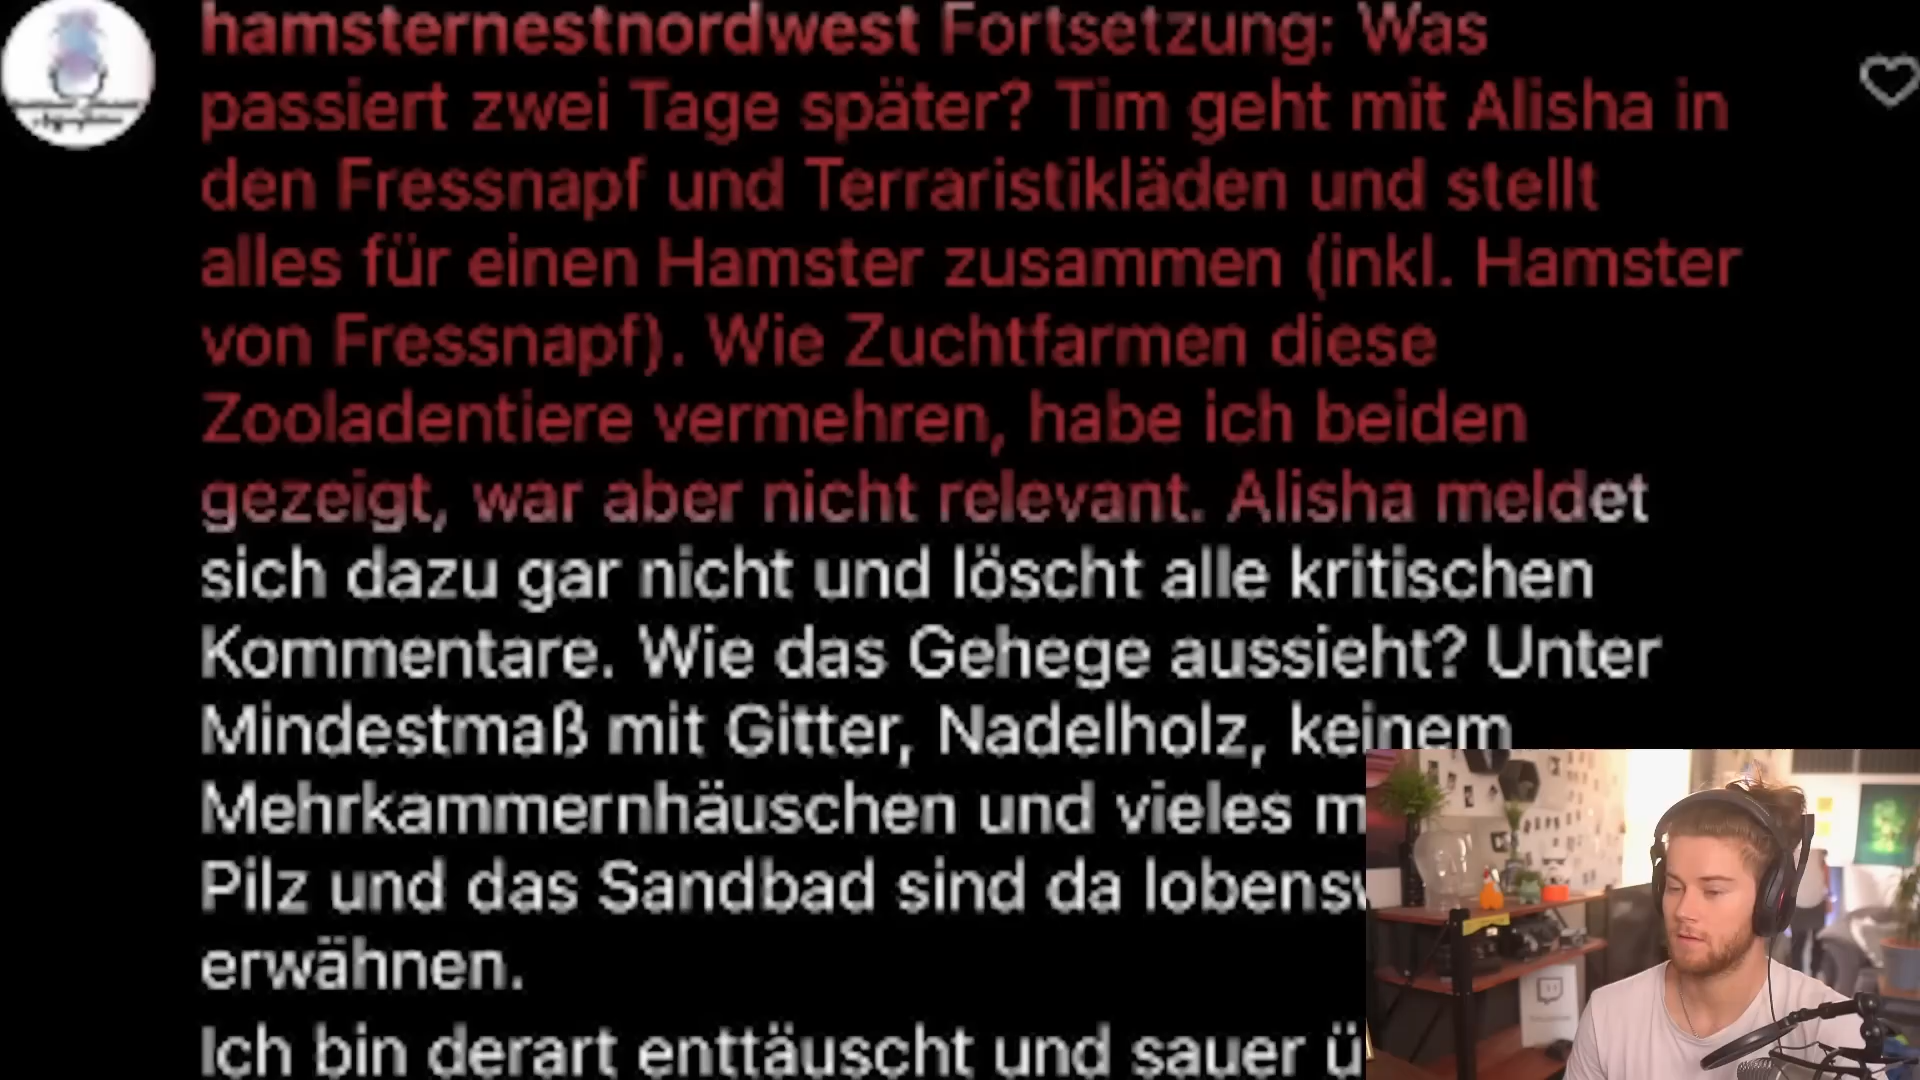 hamsternestnordwest Fortsetzung: Was
passiert zwei Tage später? Tim geht mit Alisha in
den Fressnapf und Terraristikläden und stellt
alles für einen Hamster zusammen (inkl. Hamster
von Fressnapf). Wie Zuchtfarmen diese
Zooladentiere vermehren, habe ich beiden
gezeigt, war aber nicht relevant. Alisha meldet
sich dazu gar nicht und löscht alle kritischen
Kommentare. Wie das Gehege aussieht? Unter
Mindestmaß mit Gitter, Nadelholz, keinem
Mehrkammernhäuschen und vieles
Pilz und das Sandbad sind da
erwähnen.
Ich bin derart enttäuscht und sauer